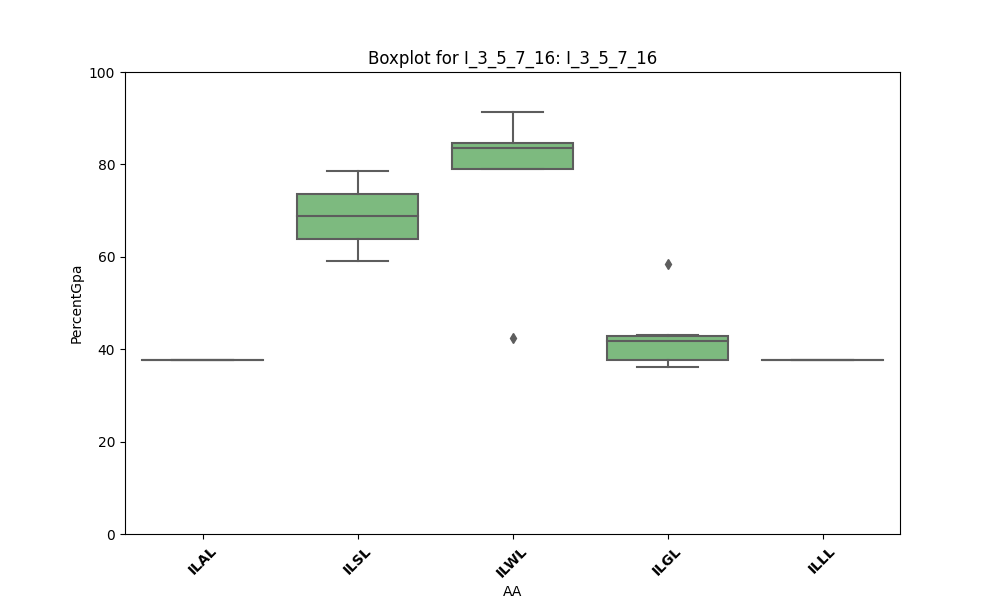 Boxplot for I_3_5_7_16: I_3_5_7_16
100
80
60
40
20
0
PercentGpa
ILAL
ILSL
ILWL
ILGL
ILLL
AA